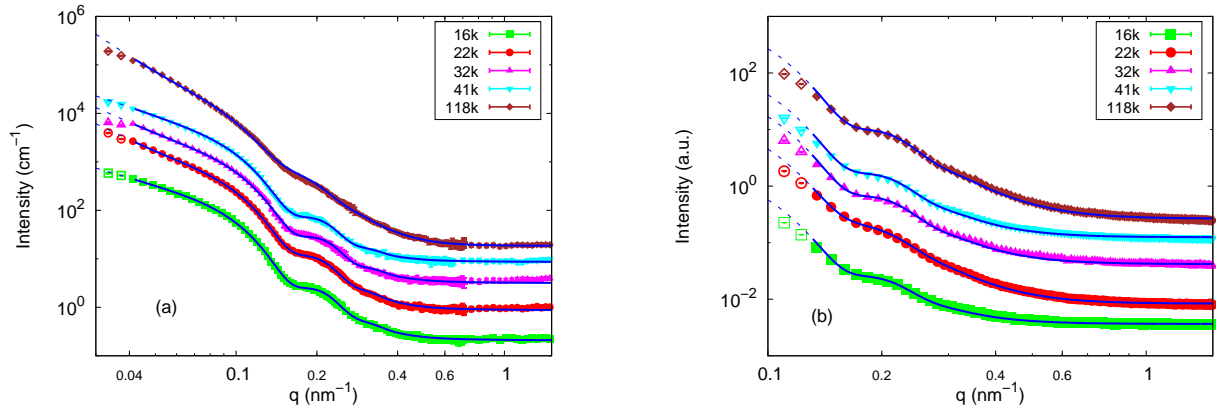 10^6
10^4
10^2
10^0
Intensity (cm^−1)
0.04
0.1
0.2
0.4
0.6
1
q (nm^−1)
(a)
16k
22k
32k
41k
118k
10^2
10^0
10^−2
Intensity (a.u.)
0.1
0.2
0.4
0.6
1
q (nm^−1)
(b)
16k
22k
32k
41k
118k